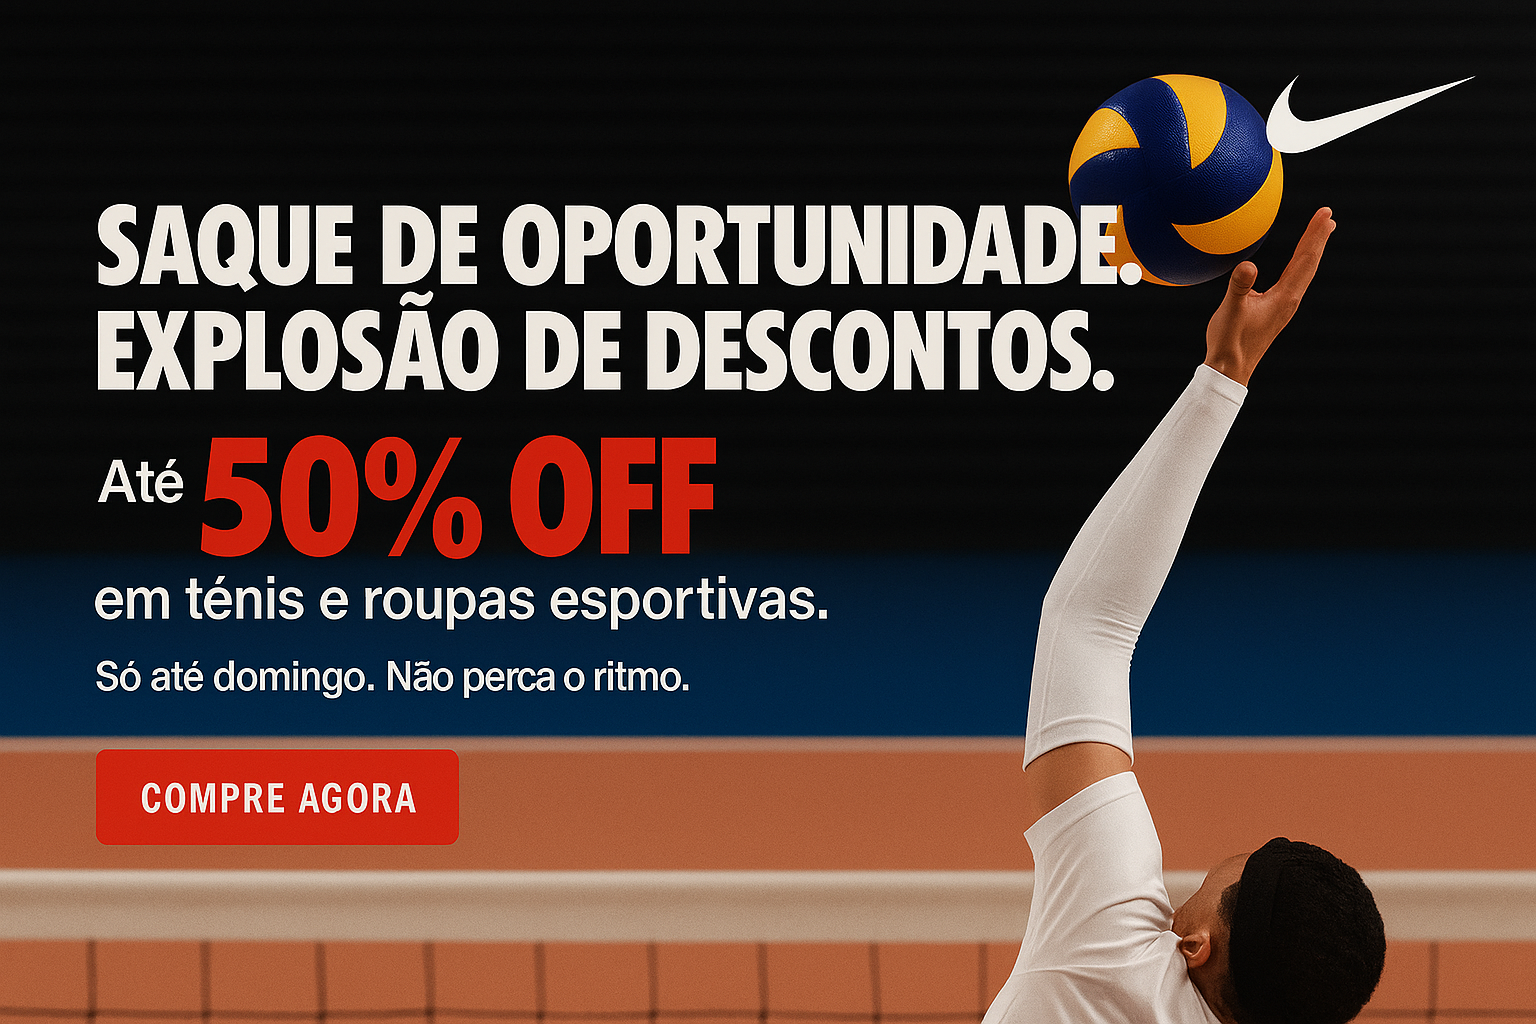 SAQUE DE OPORTUNIDADE.
EXPLOSÃO DE DESCONTOS.
Até 50% OFF
em ténis e roupas esportivas.
Só até domingo. Não perca o ritmo.
COMPRE AGORA